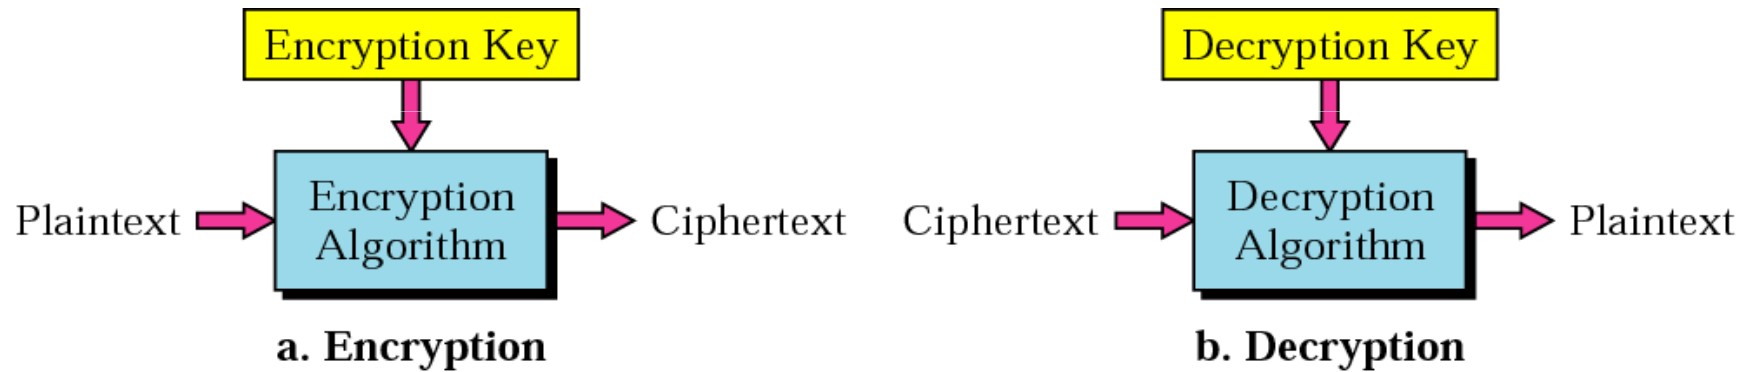 Encryption Key
Plaintext
Encryption
Algorithm
Ciphertext
a. Encryption
Decryption Key
Ciphertext
Decryption
Algorithm
Plaintext
b. Decryption